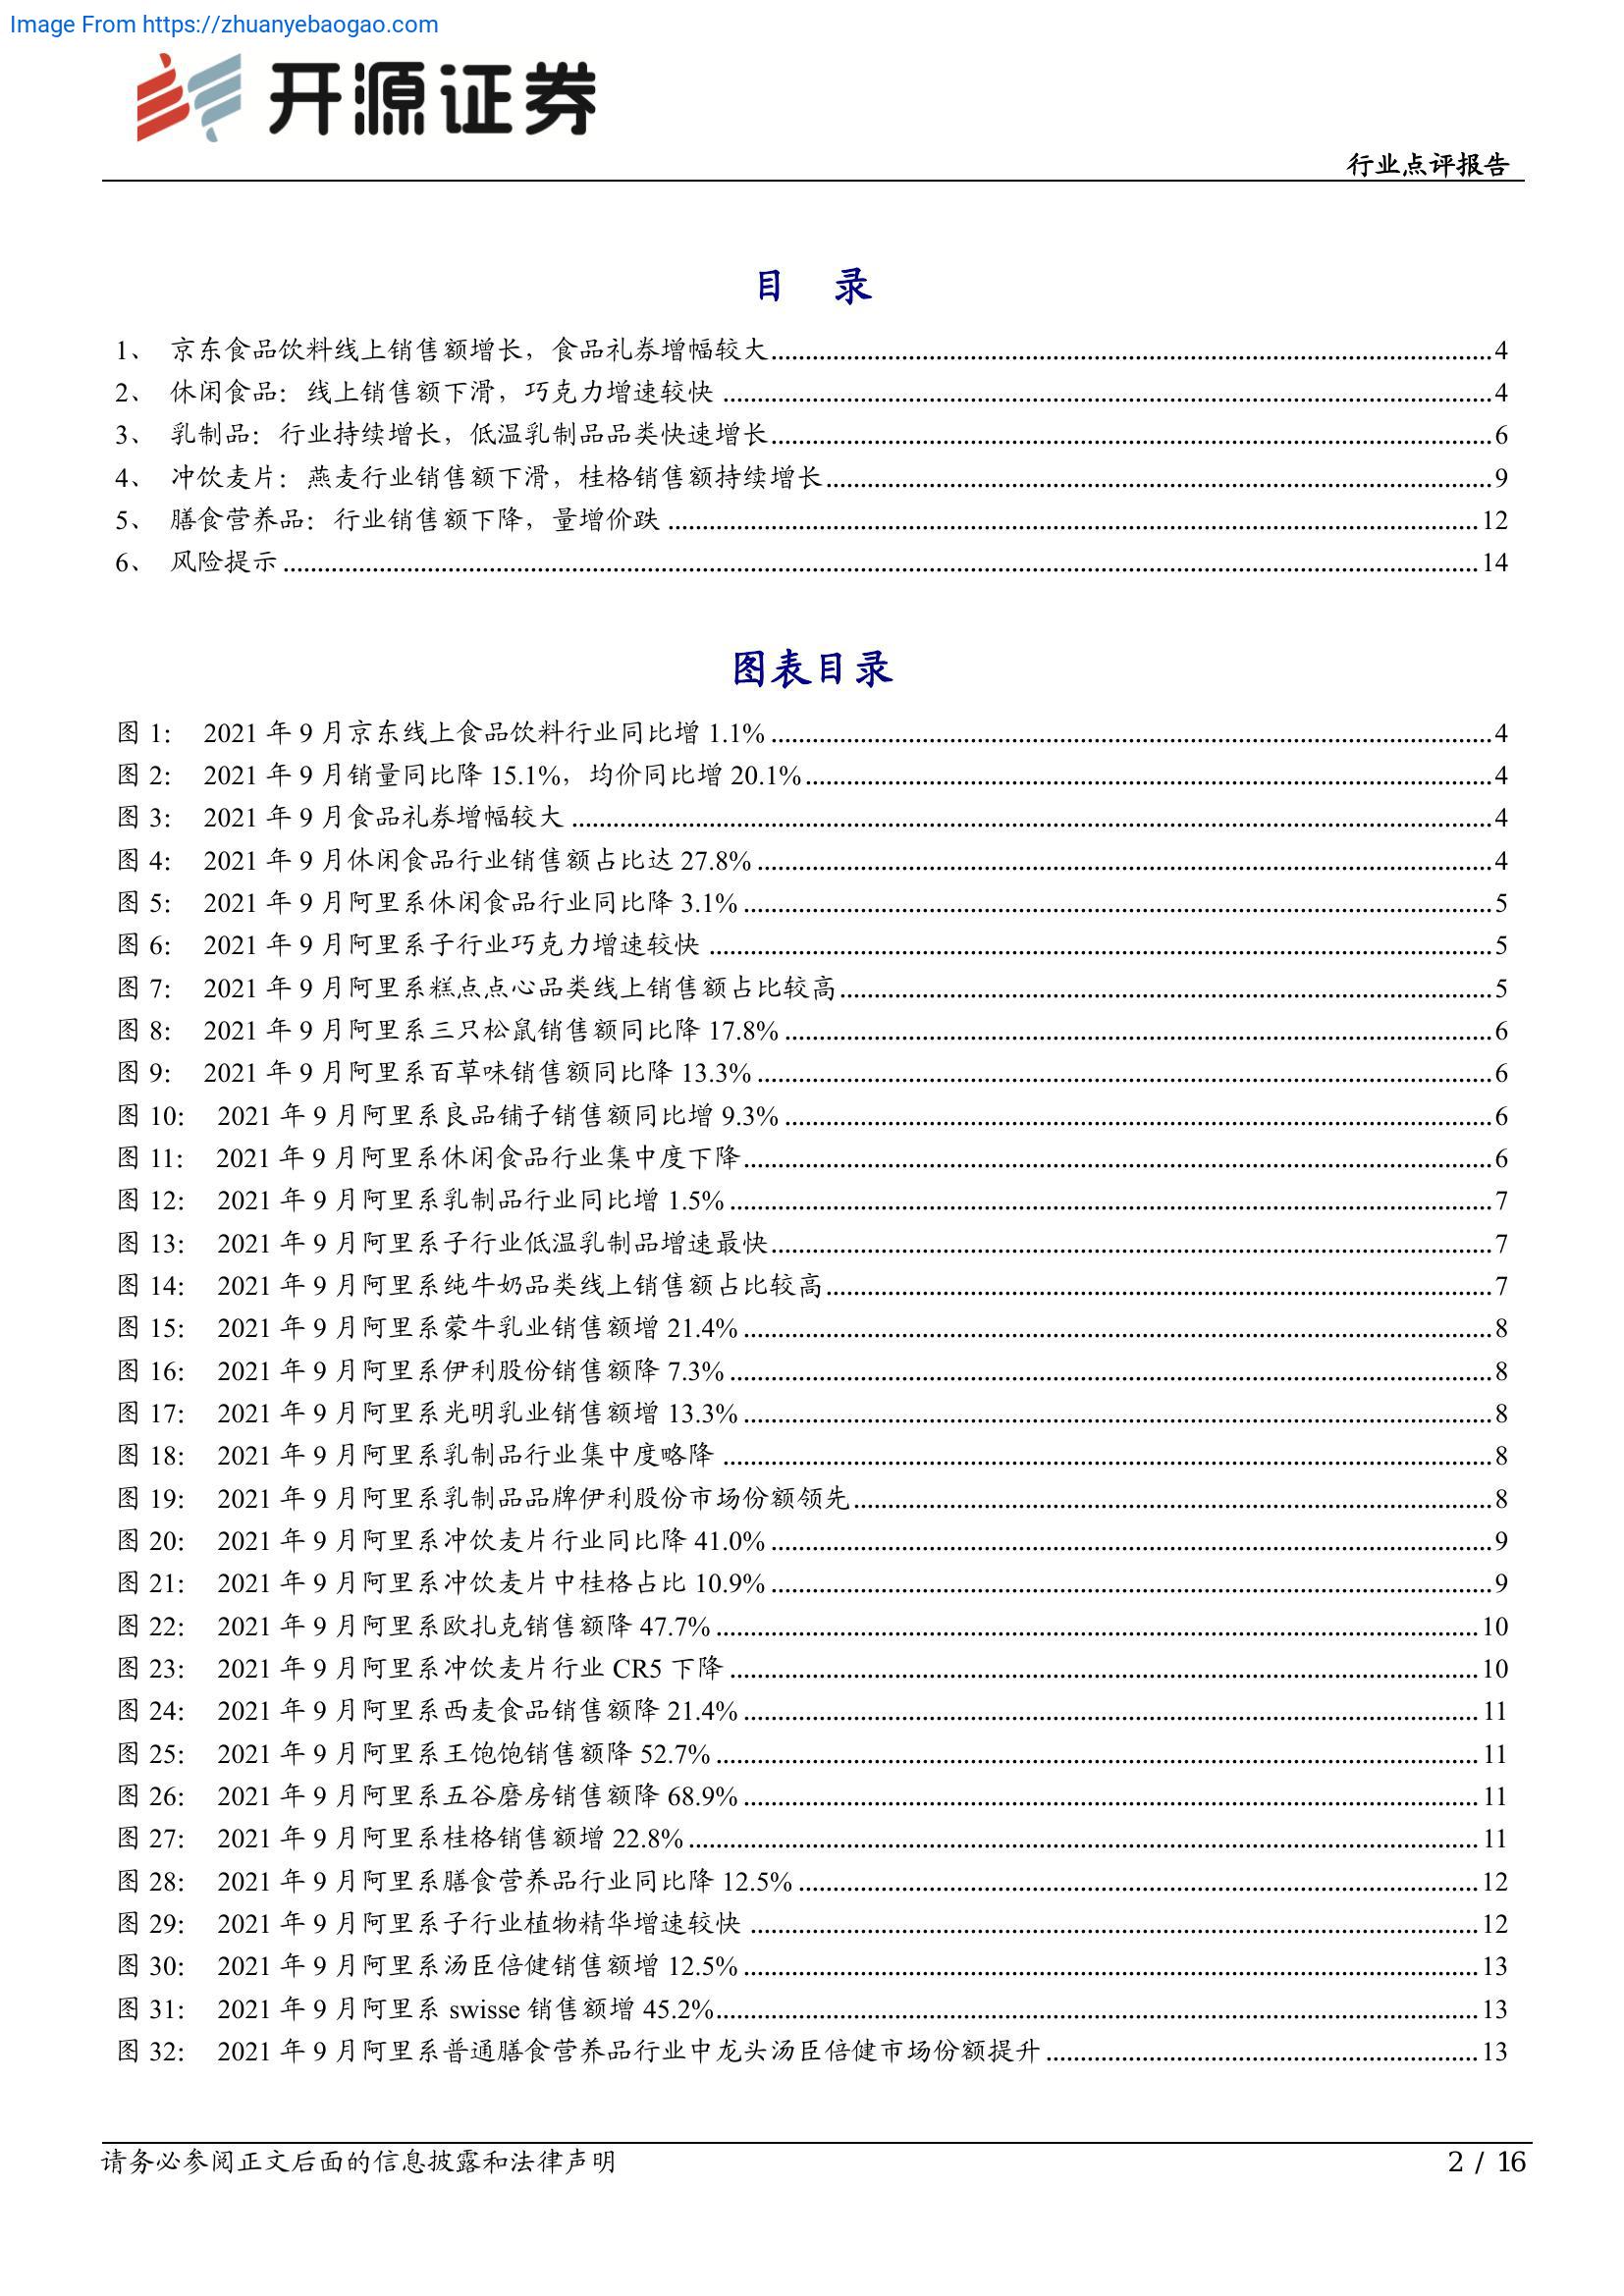 Image From https://zhuanyebaogao.com
开源证券
行业点评报告
目 录
1、 京东食品饮料线上销售额增长，食品礼券增幅较大 4
2、 休闲食品：线上销售额下滑，巧克力增速较快 4
3、 乳制品：行业持续增长，低温乳制品品类快速增长 6
4、 冲饮麦片：燕麦行业销售额下滑，桂格销售额持续增长 9
5、 膳食营养品：行业销售额下降，量增价跌 12
6、 风险提示 14
图表目录
图 1： 2021 年 9 月京东线上食品饮料行业同比增 1.1% 4
图 2： 2021 年 9 月销量同比降 15.1%，均价同比增 20.1% 4
图 3： 2021 年 9 月食品礼券增幅较大 4
图 4： 2021 年 9 月休闲食品行业销售额占比达 27.8% 4
图 5： 2021 年 9 月阿里系休闲食品行业同比降 3.1% 5
图 6： 2021 年 9 月阿里系子行业巧克力增速较快 5
图 7： 2021 年 9 月阿里系糕点点心品类线上销售额占比较高 5
图 8： 2021 年 9 月阿里系三只松鼠销售额同比降 17.8% 6
图 9： 2021 年 9 月阿里系百草味销售额同比降 13.3% 6
图 10： 2021 年 9 月阿里系良品铺子销售额同比增 9.3% 6
图 11： 2021 年 9 月阿里系休闲食品行业集中度下降 6
图 12： 2021 年 9 月阿里系乳制品行业同比增 1.5% 7
图 13： 2021 年 9 月阿里系子行业低温乳制品增速最快 7
图 14： 2021 年 9 月阿里系纯牛奶品类线上销售额占比较高 7
图 15： 2021 年 9 月阿里系蒙牛乳业销售额增 21.4% 8
图 16： 2021 年 9 月阿里系伊利股份销售额降 7.3% 8
图 17： 2021 年 9 月阿里系光明乳业销售额增 13.3% 8
图 18： 2021 年 9 月阿里系乳制品行业集中度略降 8
图 19： 2021 年 9 月阿里系乳制品品牌伊利股份市场份额领先 8
图 20： 2021 年 9 月阿里系冲饮麦片行业同比降 41.0% 9
图 21： 2021 年 9 月阿里系冲饮麦片中桂格占比 10.9% 9
图 22： 2021 年 9 月阿里系欧扎克销售额降 47.7% 10
图 23： 2021 年 9 月阿里系冲饮麦片行业 CR5 下降 10
图 24： 2021 年 9 月阿里系西麦食品销售额降 21.4% 11
图 25： 2021 年 9 月阿里系王饱饱销售额降 52.7% 11
图 26： 2021 年 9 月阿里系五谷磨房销售额降 68.9% 11
图 27： 2021 年 9 月阿里系桂格销售额增 22.8% 11
图 28： 2021 年 9 月阿里系膳食营养品行业同比降 12.5% 12
图 29： 2021 年 9 月阿里系子行业植物精华增速较快 12
图 30： 2021 年 9 月阿里系汤臣倍健销售额增 12.5% 13
图 31： 2021 年 9 月阿里系 swisse 销售额增 45.2% 13
图 32： 2021 年 9 月阿里系普通膳食营养品行业中龙头汤臣倍健市场份额提升 13
请务必参阅正文后面的信息披露和法律声明 2 / 16